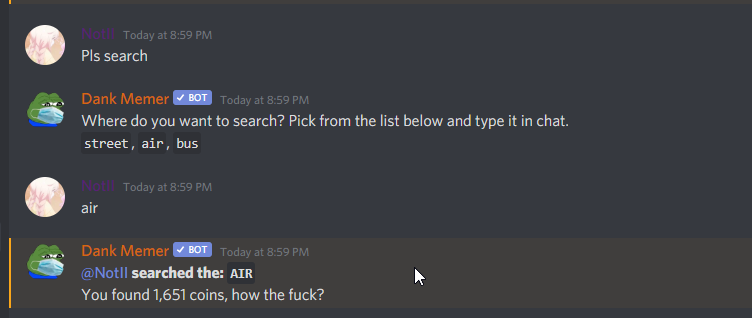 NotII Today at 8:59 PM
Pls search
Dank Memer ✓ BOT Today at 8:59 PM
Where do you want to search? Pick from the list below and type it in chat.
street, air, bus
NotII Today at 8:59 PM
air
Dank Memer ✓ BOT Today at 8:59 PM
@NotII searched the: AIR
You found 1,651 coins, how the fuck?